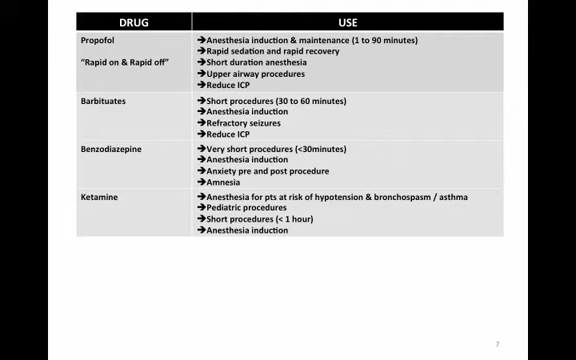 DRUG USE
Propofol ➔Anesthesia induction & maintenance (1 to 90 minutes)
➔Rapid sedation and rapid recovery
“Rapid on & Rapid off” ➔Short duration anesthesia
➔Upper airway procedures
➔Reduce ICP
Barbituates ➔Short procedures (30 to 60 minutes)
➔Anesthesia induction
➔Refractory seizures
➔Reduce ICP
Benzodiazepine ➔Very short procedures (<30minutes)
➔Anesthesia induction
➔Anxiety pre and post procedure
➔Amnesia
Ketamine ➔Anesthesia for pts at risk of hypotension & bronchospasm / asthma
➔Pediatric procedures
➔Short procedures (< 1 hour)
➔Anesthesia induction
7